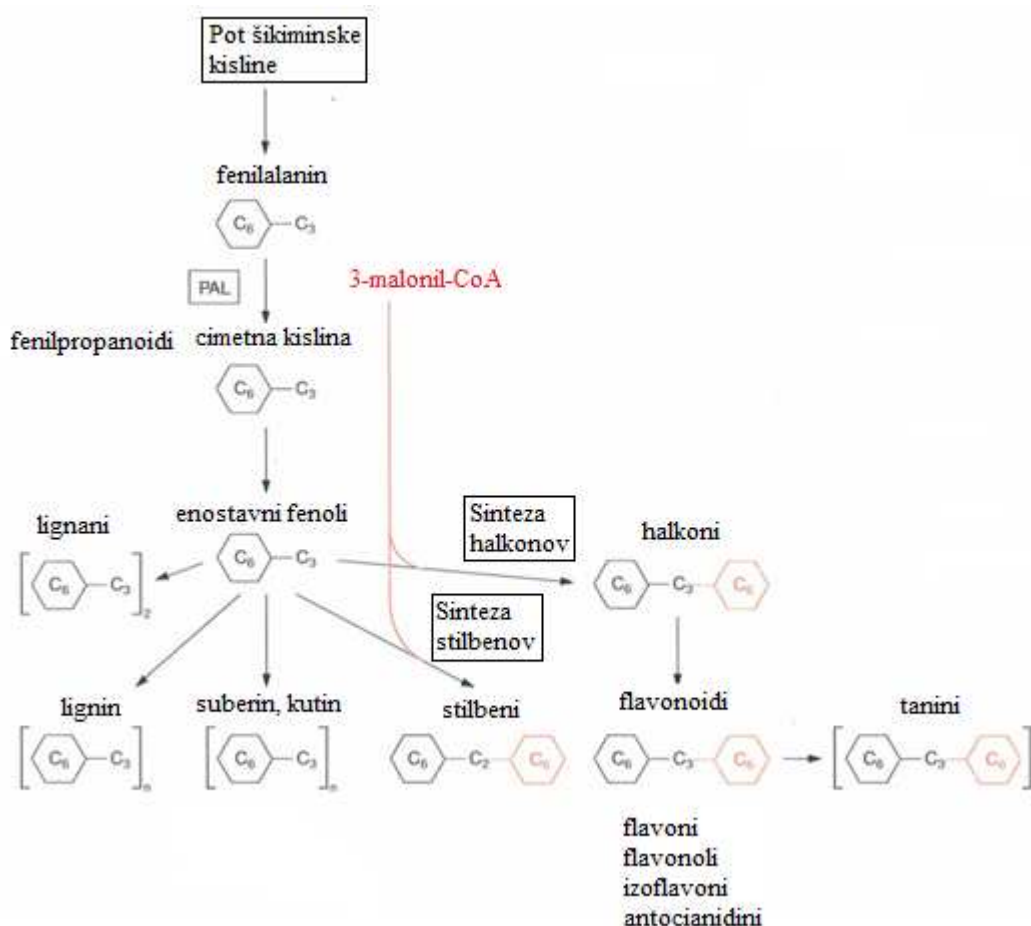 Pot šikiminske
kisline
fenilalanin
C6 C3
PAL
3-malonil-CoA
fenilpropanoidi
cimetna kislina
C6 C3
enostavni fenoli
C6 C3
lignani
C6 C3 2
Sinteza
halkonov
halkoni
C6 C3 C6
Sinteza
stilbenov
lignin
C6 C3 n
suberin, kutin
C6 C3 n
stilbeni
C6 C2 C6
flavonoidi
C6 C3 C6
tanini
C6 C3 C6
flavoni
flavonoli
izoflavoni
antocianidini